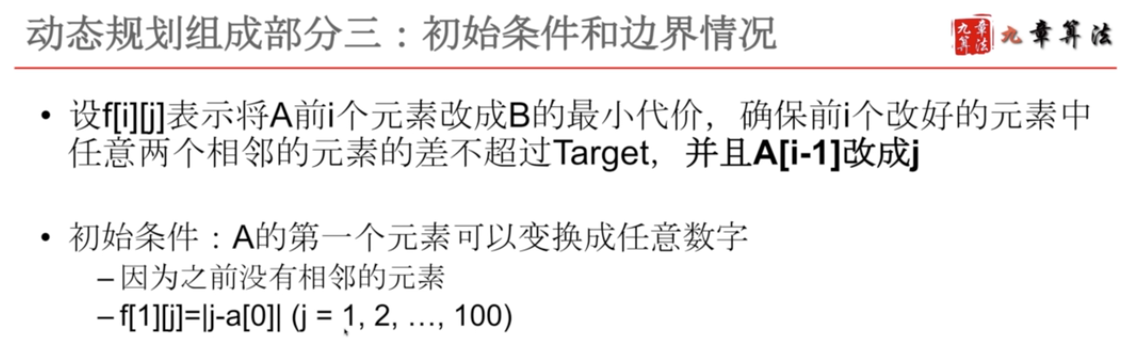 动态规划组成部分三：初始条件和边界情况
九章算法
九章算法
• 设f[i][j]表示将A前i个元素改成B的最小代价，确保前i个改好的元素中
任意两个相邻的元素的差不超过Target，并且A[i-1]改成j
• 初始条件：A的第一个元素可以变换成任意数字
–因为之前没有相邻的元素
–f[1][j]=|j-a[0]| (j = 1, 2, …, 100)